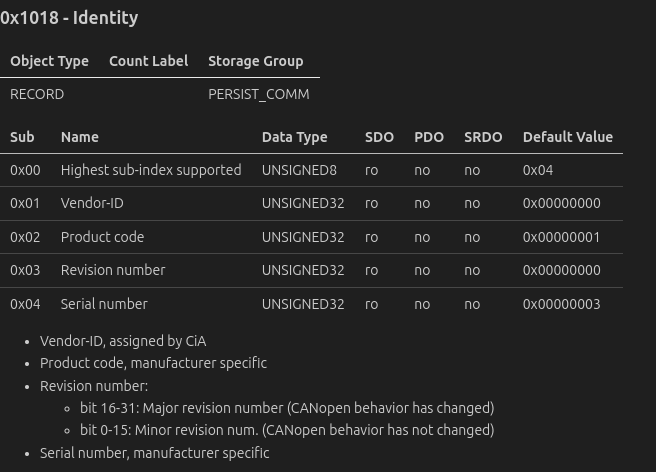 0x1018 - Identity
Object Type Count Label Storage Group
RECORD PERSIST_COMM
Sub Name Data Type SDO PDO SRDO Default Value
0x00 Highest sub-index supported UNSIGNED8 ro no no 0x04
0x01 Vendor-ID UNSIGNED32 ro no no 0x00000000
0x02 Product code UNSIGNED32 ro no no 0x00000001
0x03 Revision number UNSIGNED32 ro no no 0x00000000
0x04 Serial number UNSIGNED32 ro no no 0x00000003
• Vendor-ID, assigned by CiA
• Product code, manufacturer specific
• Revision number:
◦ bit 16-31: Major revision number (CANopen behavior has changed)
◦ bit 0-15: Minor revision num. (CANopen behavior has not changed)
• Serial number, manufacturer specific